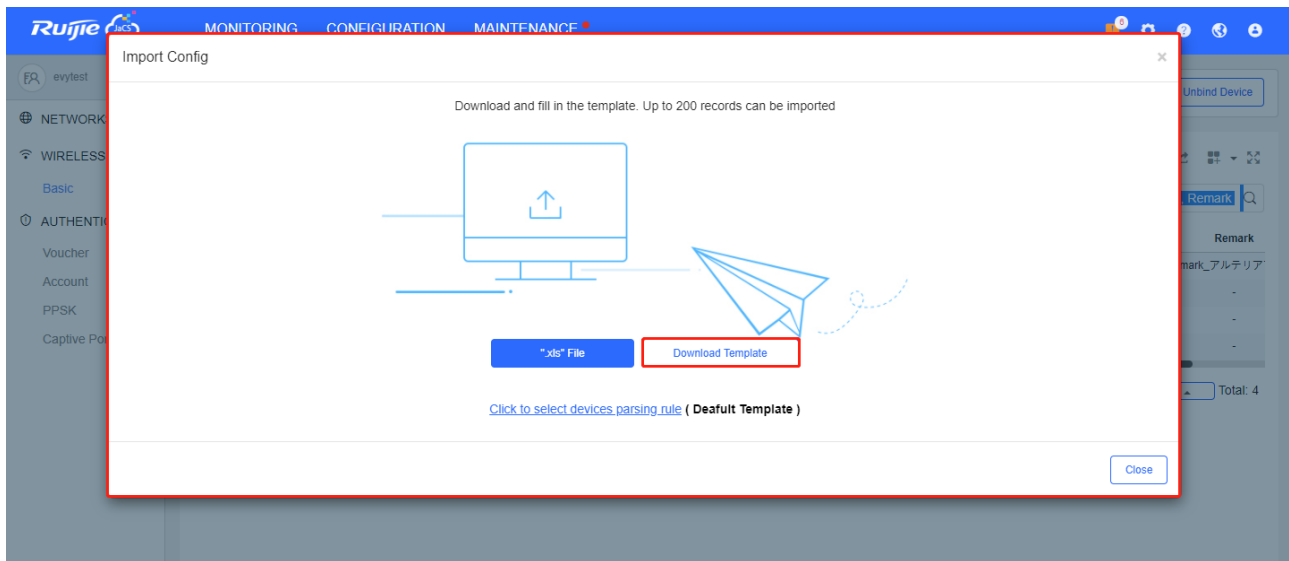 Ruijie JaCS MONITORING CONFIGURATION MAINTENANCE 6
Import Config ×
evytest
Download and fill in the template. Up to 200 records can be imported
Unbind Device
NETWORK
WIRELESS
Basic
Remark
AUTHENTI
Remark
Voucher
mark_アルテリア
Account
-
PPSK
-
Captive Por
-
".xls" File Download Template
Total: 4
Click to select devices parsing rule ( Deafult Template )
Close